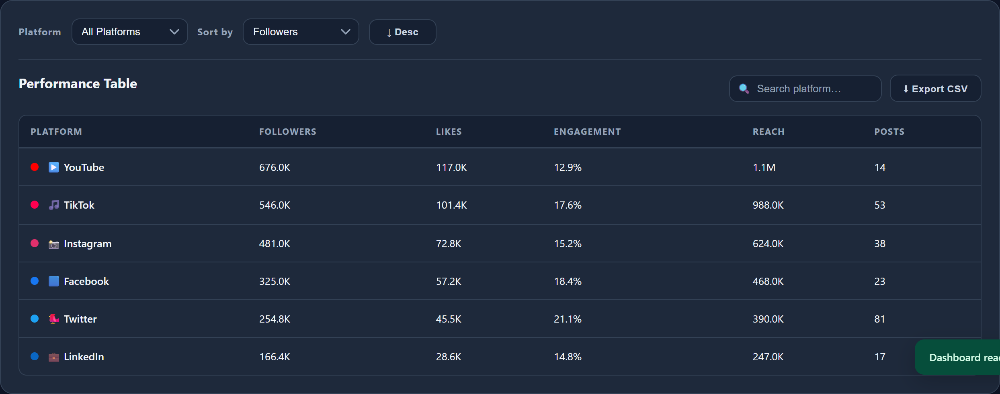 Platform All Platforms Sort by Followers ↓ Desc
Performance Table
Search platform… ⬇ Export CSV
PLATFORM FOLLOWERS LIKES ENGAGEMENT REACH POSTS
YouTube 676.0K 117.0K 12.9% 1.1M 14
TikTok 546.0K 101.4K 17.6% 988.0K 53
Instagram 481.0K 72.8K 15.2% 624.0K 38
Facebook 325.0K 57.2K 18.4% 468.0K 23
Twitter 254.8K 45.5K 21.1% 390.0K 81
LinkedIn 166.4K 28.6K 14.8% 247.0K 17
Dashboard